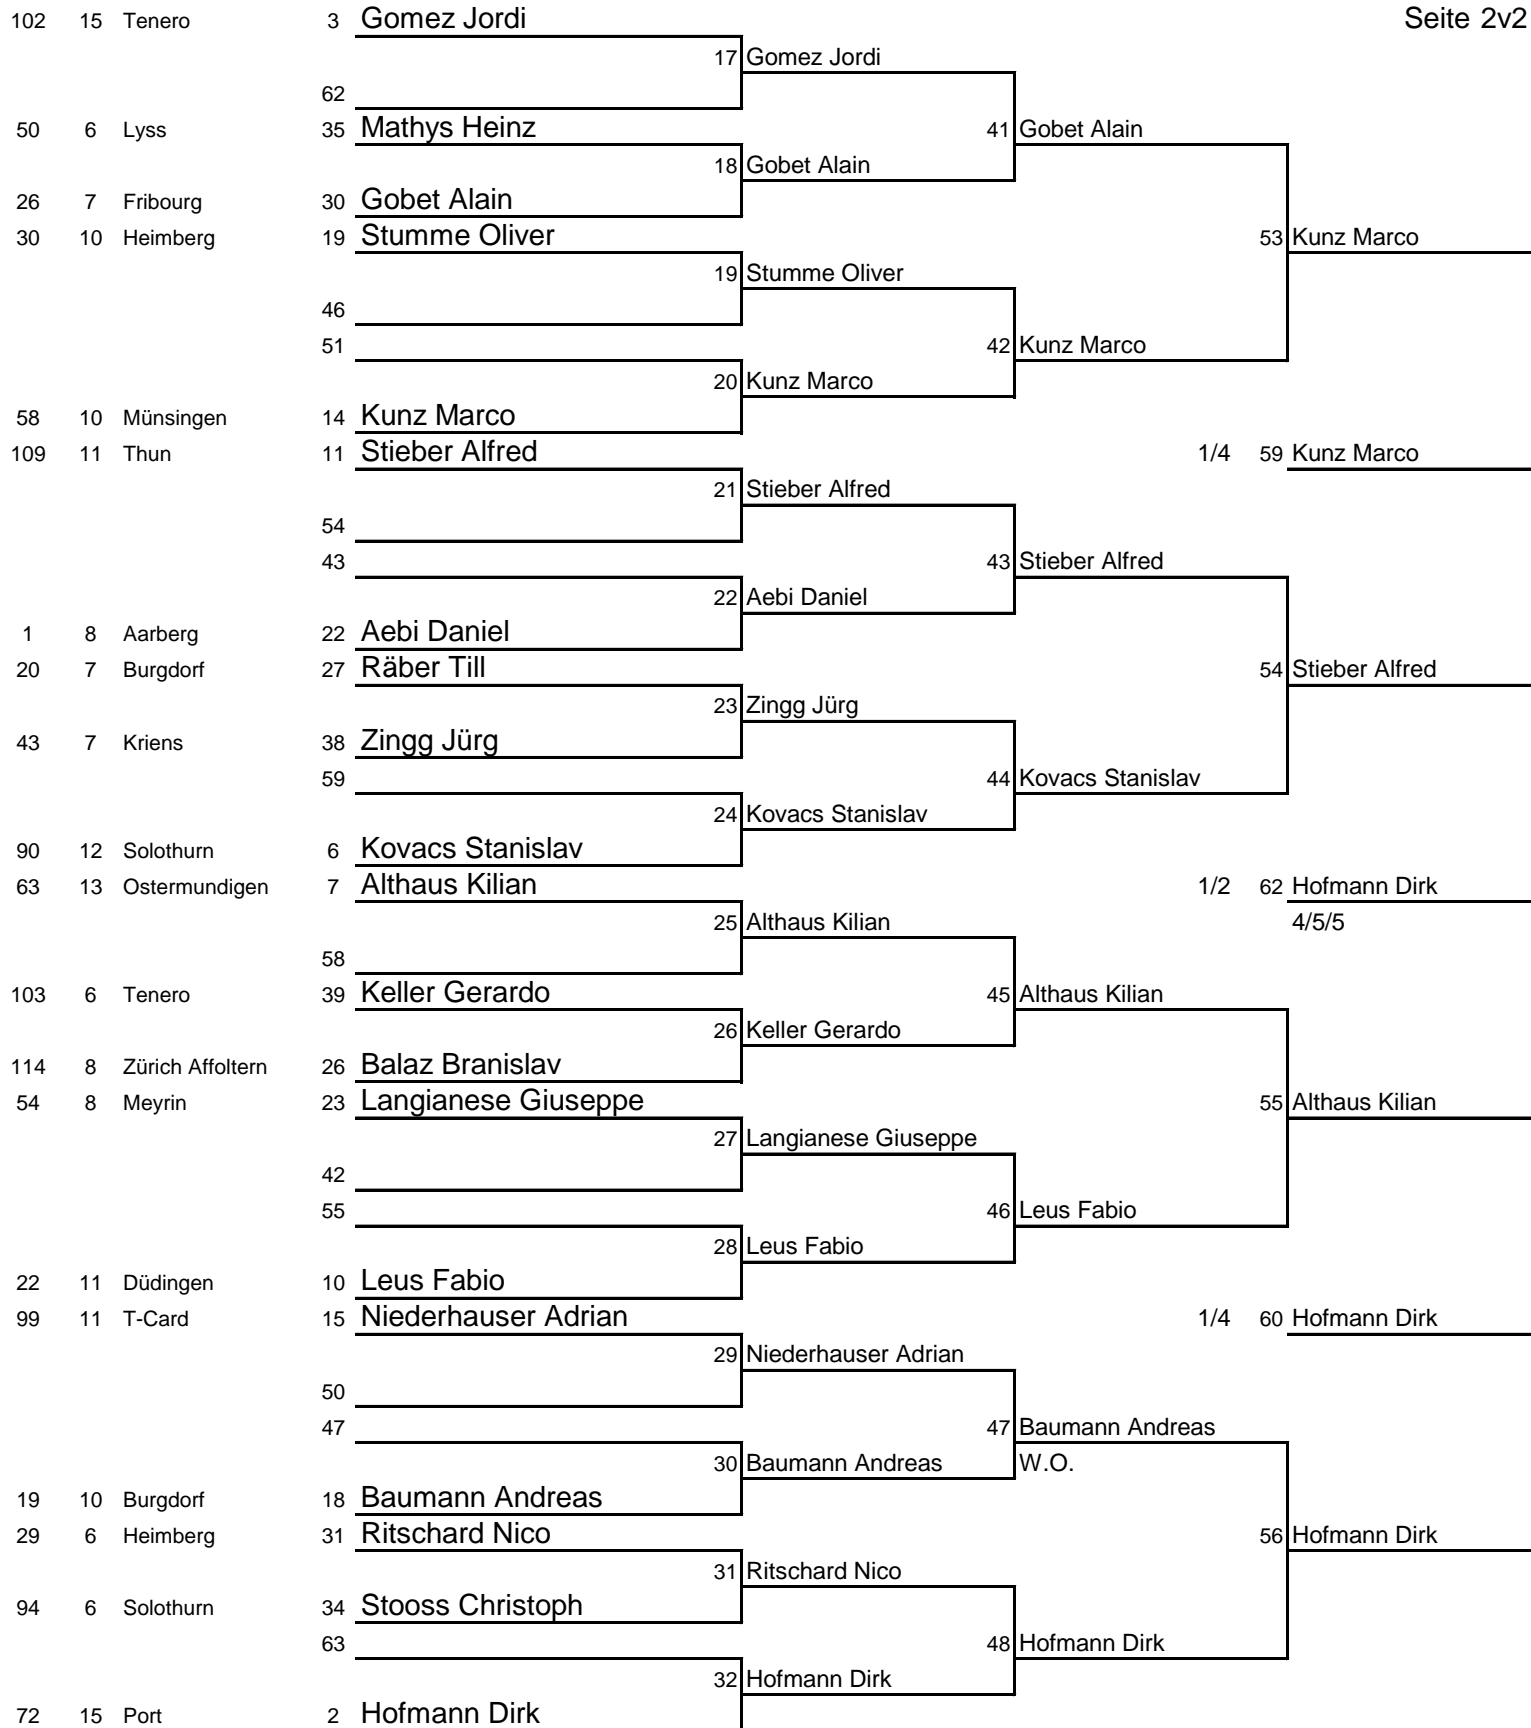 102 15 Tenero 3 Gomez Jordi Seite 2v2
17 Gomez Jordi
62
50 6 Lyss 35 Mathys Heinz 41 Gobet Alain
18 Gobet Alain
26 7 Fribourg 30 Gobet Alain
30 10 Heimberg 19 Stumme Oliver 53 Kunz Marco
19 Stumme Oliver
46
51 42 Kunz Marco
20 Kunz Marco
58 10 Münsingen 14 Kunz Marco
109 11 Thun 11 Stieber Alfred 1/4 59 Kunz Marco
21 Stieber Alfred
54
43 43 Stieber Alfred
22 Aebi Daniel
1 8 Aarberg 22 Aebi Daniel
20 7 Burgdorf 27 Räber Till 54 Stieber Alfred
23 Zingg Jürg
43 7 Kriens 38 Zingg Jürg
59 44 Kovacs Stanislav
24 Kovacs Stanislav
90 12 Solothurn 6 Kovacs Stanislav
63 13 Ostermundigen 7 Althaus Kilian 1/2 62 Hofmann Dirk
25 Althaus Kilian 4/5/5
58
103 6 Tenero 39 Keller Gerardo 45 Althaus Kilian
26 Keller Gerardo
114 8 Zürich Affoltern 26 Balaz Branislav
54 8 Meyrin 23 Langianese Giuseppe 55 Althaus Kilian
27 Langianese Giuseppe
42
55 46 Leus Fabio
28 Leus Fabio
22 11 Düdingen 10 Leus Fabio
99 11 T-Card 15 Niederhauser Adrian 1/4 60 Hofmann Dirk
29 Niederhauser Adrian
50
47 47 Baumann Andreas
30 Baumann Andreas W.O.
19 10 Burgdorf 18 Baumann Andreas
29 6 Heimberg 31 Ritschard Nico 56 Hofmann Dirk
31 Ritschard Nico
94 6 Solothurn 34 Stooss Christoph
63 48 Hofmann Dirk
32 Hofmann Dirk
72 15 Port 2 Hofmann Dirk